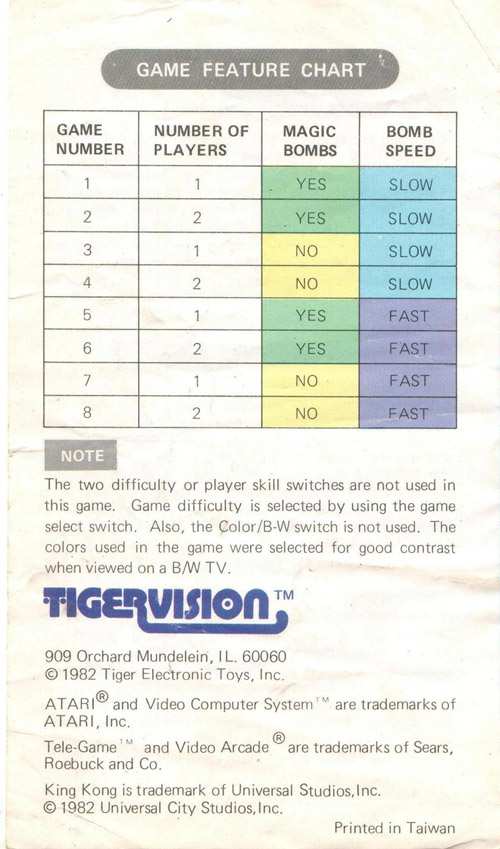 GAME FEATURE CHART
GAME NUMBER NUMBER OF PLAYERS MAGIC BOMBS BOMB SPEED
1 1 YES SLOW
2 2 YES SLOW
3 1 NO SLOW
4 2 NO SLOW
5 1 YES FAST
6 2 YES FAST
7 1 NO FAST
8 2 NO FAST
NOTE
The two difficulty or player skill switches are not used in
this game. Game difficulty is selected by using the game
select switch. Also, the Color/B-W switch is not used. The
colors used in the game were selected for good contrast
when viewed on a B/W TV.
TIGERVISION™
909 Orchard Mundelein, IL. 60060
© 1982 Tiger Electronic Toys, Inc.
ATARI® and Video Computer System™ are trademarks of
ATARI, Inc.
Tele-Game™ and Video Arcade® are trademarks of Sears,
Roebuck and Co.
King Kong is trademark of Universal Studios,Inc.
© 1982 Universal City Studios,Inc.
Printed in Taiwan